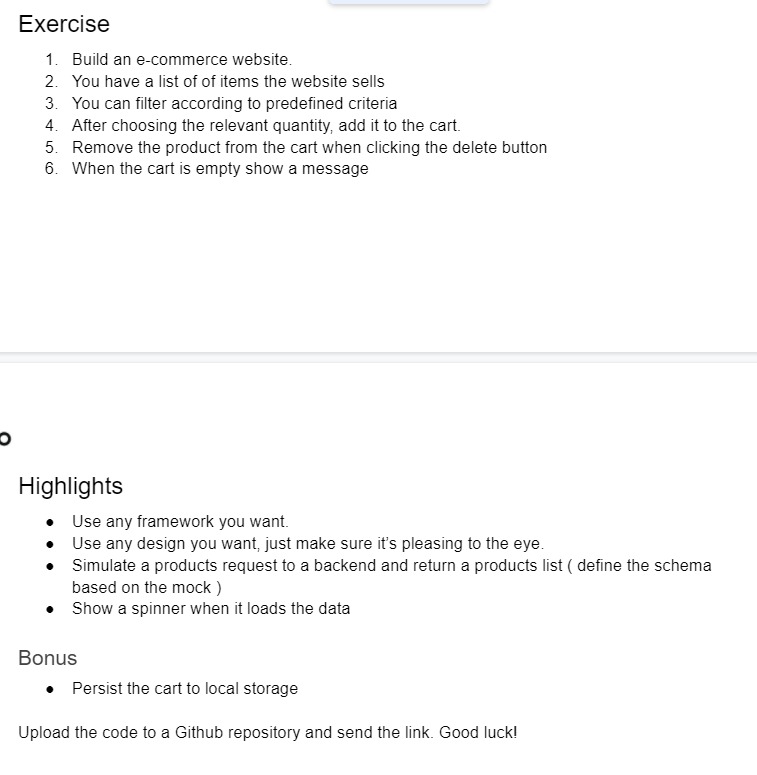 Exercise
1. Build an e-commerce website.
2. You have a list of of items the website sells
3. You can filter according to predefined criteria
4. After choosing the relevant quantity, add it to the cart.
5. Remove the product from the cart when clicking the delete button
6. When the cart is empty show a message
o
Highlights
● Use any framework you want.
● Use any design you want, just make sure it’s pleasing to the eye.
● Simulate a products request to a backend and return a products list ( define the schema
based on the mock )
● Show a spinner when it loads the data
Bonus
● Persist the cart to local storage
Upload the code to a Github repository and send the link. Good luck!